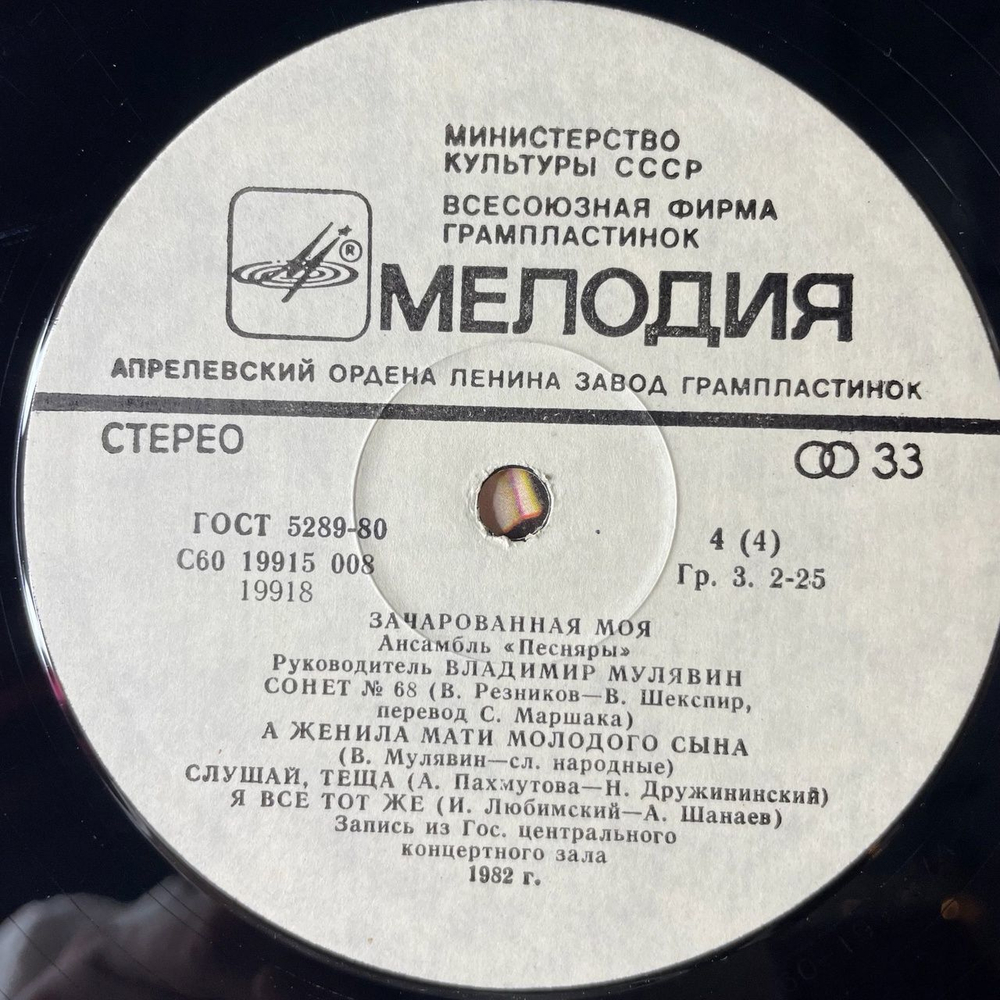 МИНИСТЕРСТВО
КУЛЬТУРЫ СССР
ВСЕСОЮЗНАЯ ФИРМА
ГРАМПЛАСТИНОК
®
МЕЛОДИЯ
АПРЕЛЕВСКИЙ ОРДЕНА ЛЕНИНА ЗАВОД ГРАМПЛАСТИНОК
СТЕРЕО
33
ГОСТ 5289-80
С60 19915 008
19918
4 (4)
Гр. 3. 2-25
ЗАЧАРОВАННАЯ МОЯ
Ансамбль «Песняры»
Руководитель ВЛАДИМИР МУЛЯВИН
СОНЕТ № 68 (В. Резников—В. Шекспир,
перевод С. Маршака)
А ЖЕНИЛА МАТИ МОЛОДОГО СЫНА
(В. Мулявин—сл. народные)
СЛУШАЙ, ТЕЩА (А. Пахмутова—Н. Дружининский)
Я ВСЕ ТОТ ЖЕ (И. Любимский—А. Шанаев)
Запись из Гос. центрального
концертного зала
1982 г.